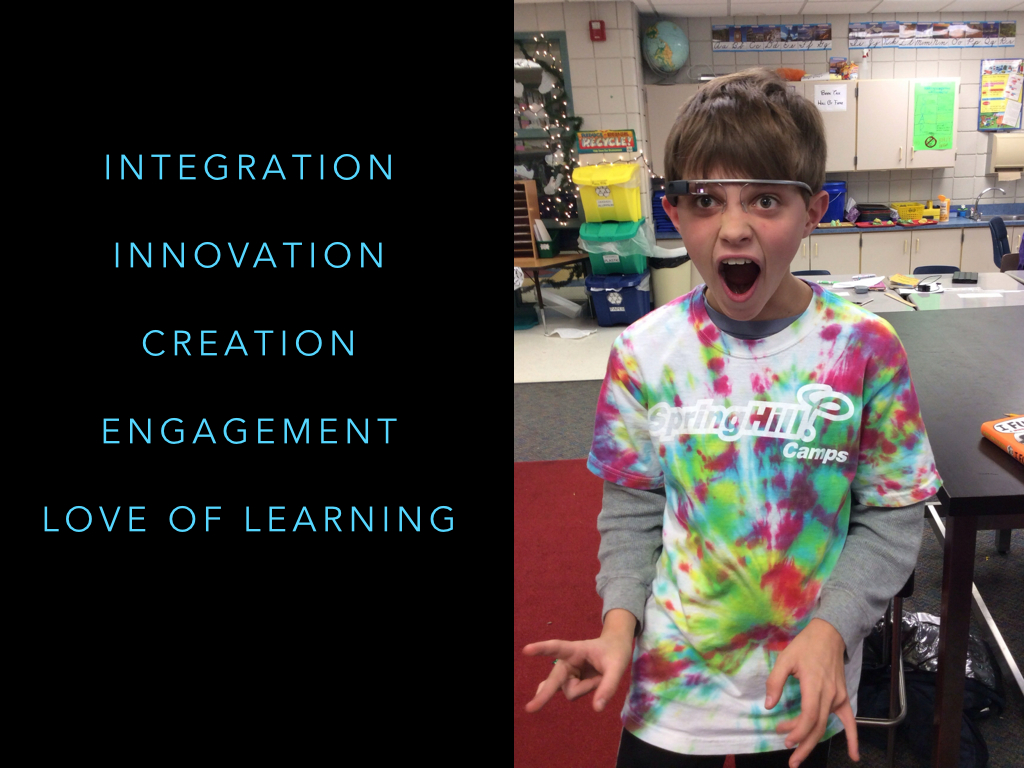 INTEGRATION
INNOVATION
CREATION
ENGAGEMENT
LOVE OF LEARNING
RECYCLE!
SpringHill
Camps